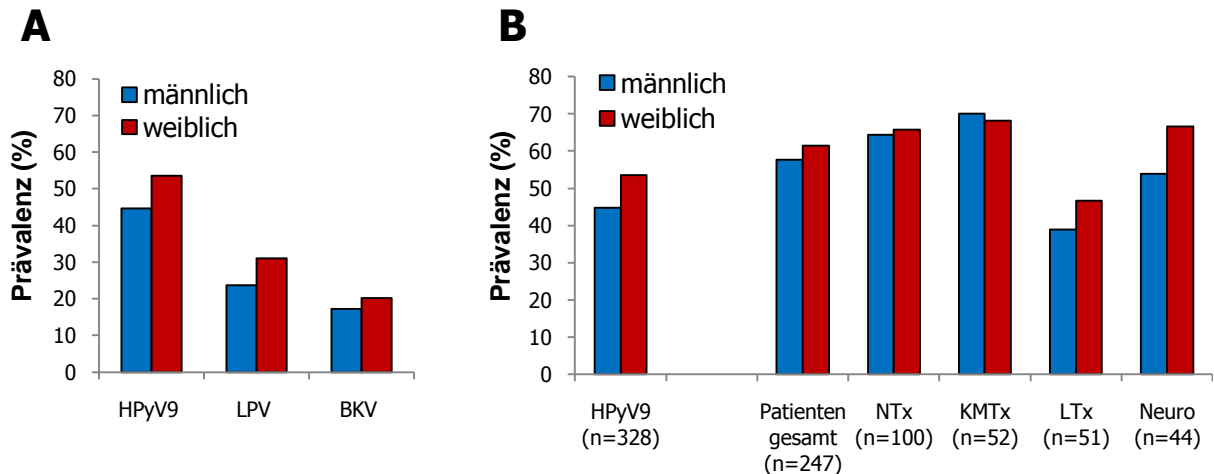 A
Prävalenz (%)
80
70
60
50
40
30
20
10
0
männlich
weiblich
HPyV9 LPV BKV
B
Prävalenz (%)
80
70
60
50
40
30
20
10
0
männlich
weiblich
HPyV9
(n=328)
Patienten
gesamt
(n=247)
NTx
(n=100)
KMTx
(n=52)
LTx
(n=51)
Neuro
(n=44)